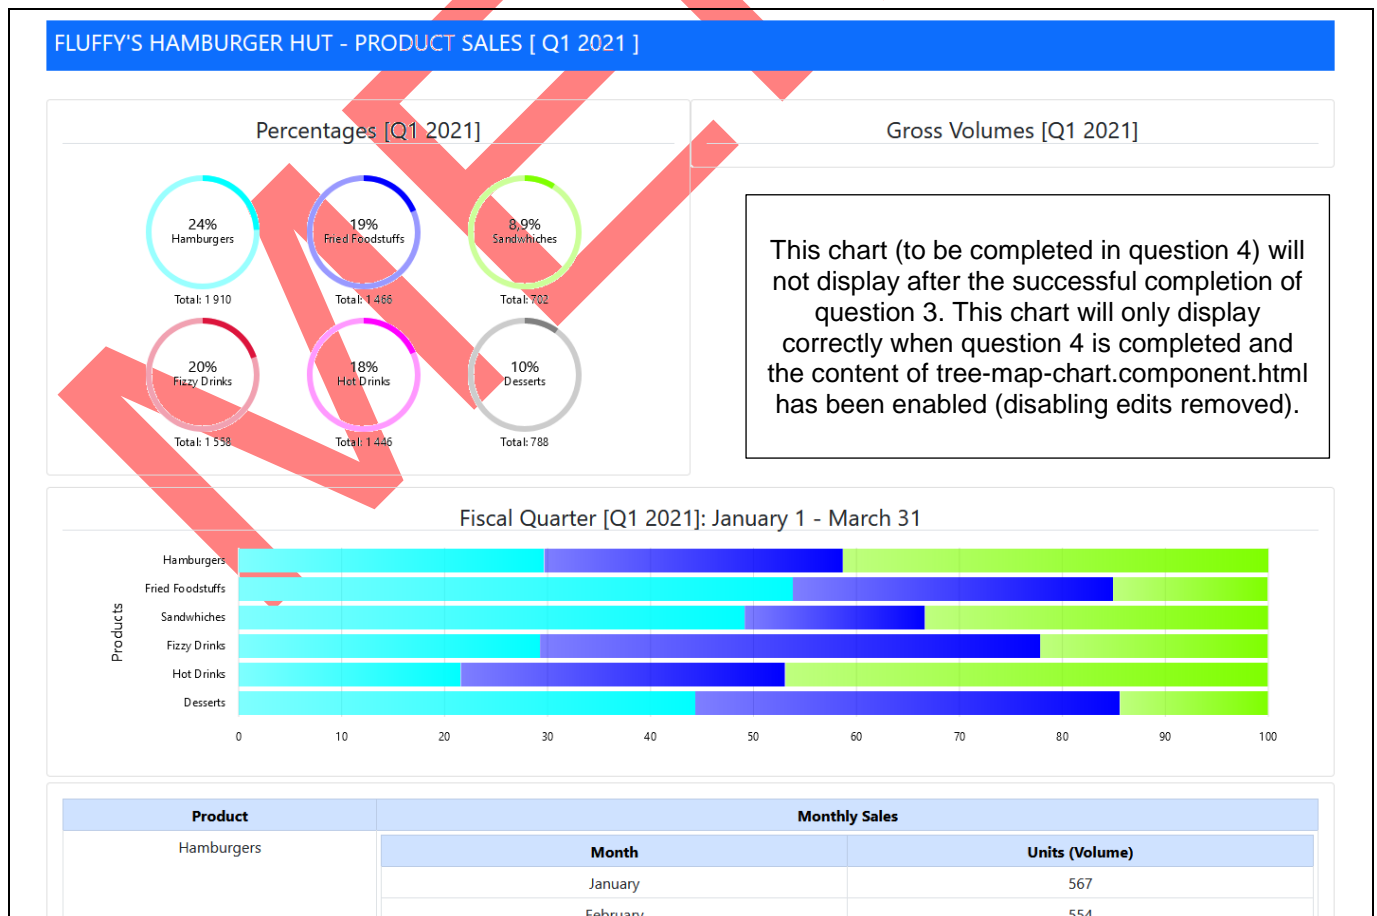 FLUFFY'S HAMBURGER HUT - PRODUCT SALES [ Q1 2021 ]
Percentages [Q1 2021]
Gross Volumes [Q1 2021]
24%
Hamburgers
Total: 1 910
19%
Fried Foodstuffs
Total: 1 466
8,9%
Sandwhiches
Total: 702
20%
Fizzy Drinks
Total: 1 558
18%
Hot Drinks
Total: 1 446
10%
Desserts
Total: 788
This chart (to be completed in question 4) will
not display after the successful completion of
question 3. This chart will only display
correctly when question 4 is completed and
the content of tree-map-chart.component.html
has been enabled (disabling edits removed).
Fiscal Quarter [Q1 2021]: January 1 - March 31
Products
Hamburgers
Fried Foodstuffs
Sandwhiches
Fizzy Drinks
Hot Drinks
Desserts
0 10 20 30 40 50 60 70 80 90 100
Product Monthly Sales
Hamburgers
Month Units (Volume)
January 567
February 554